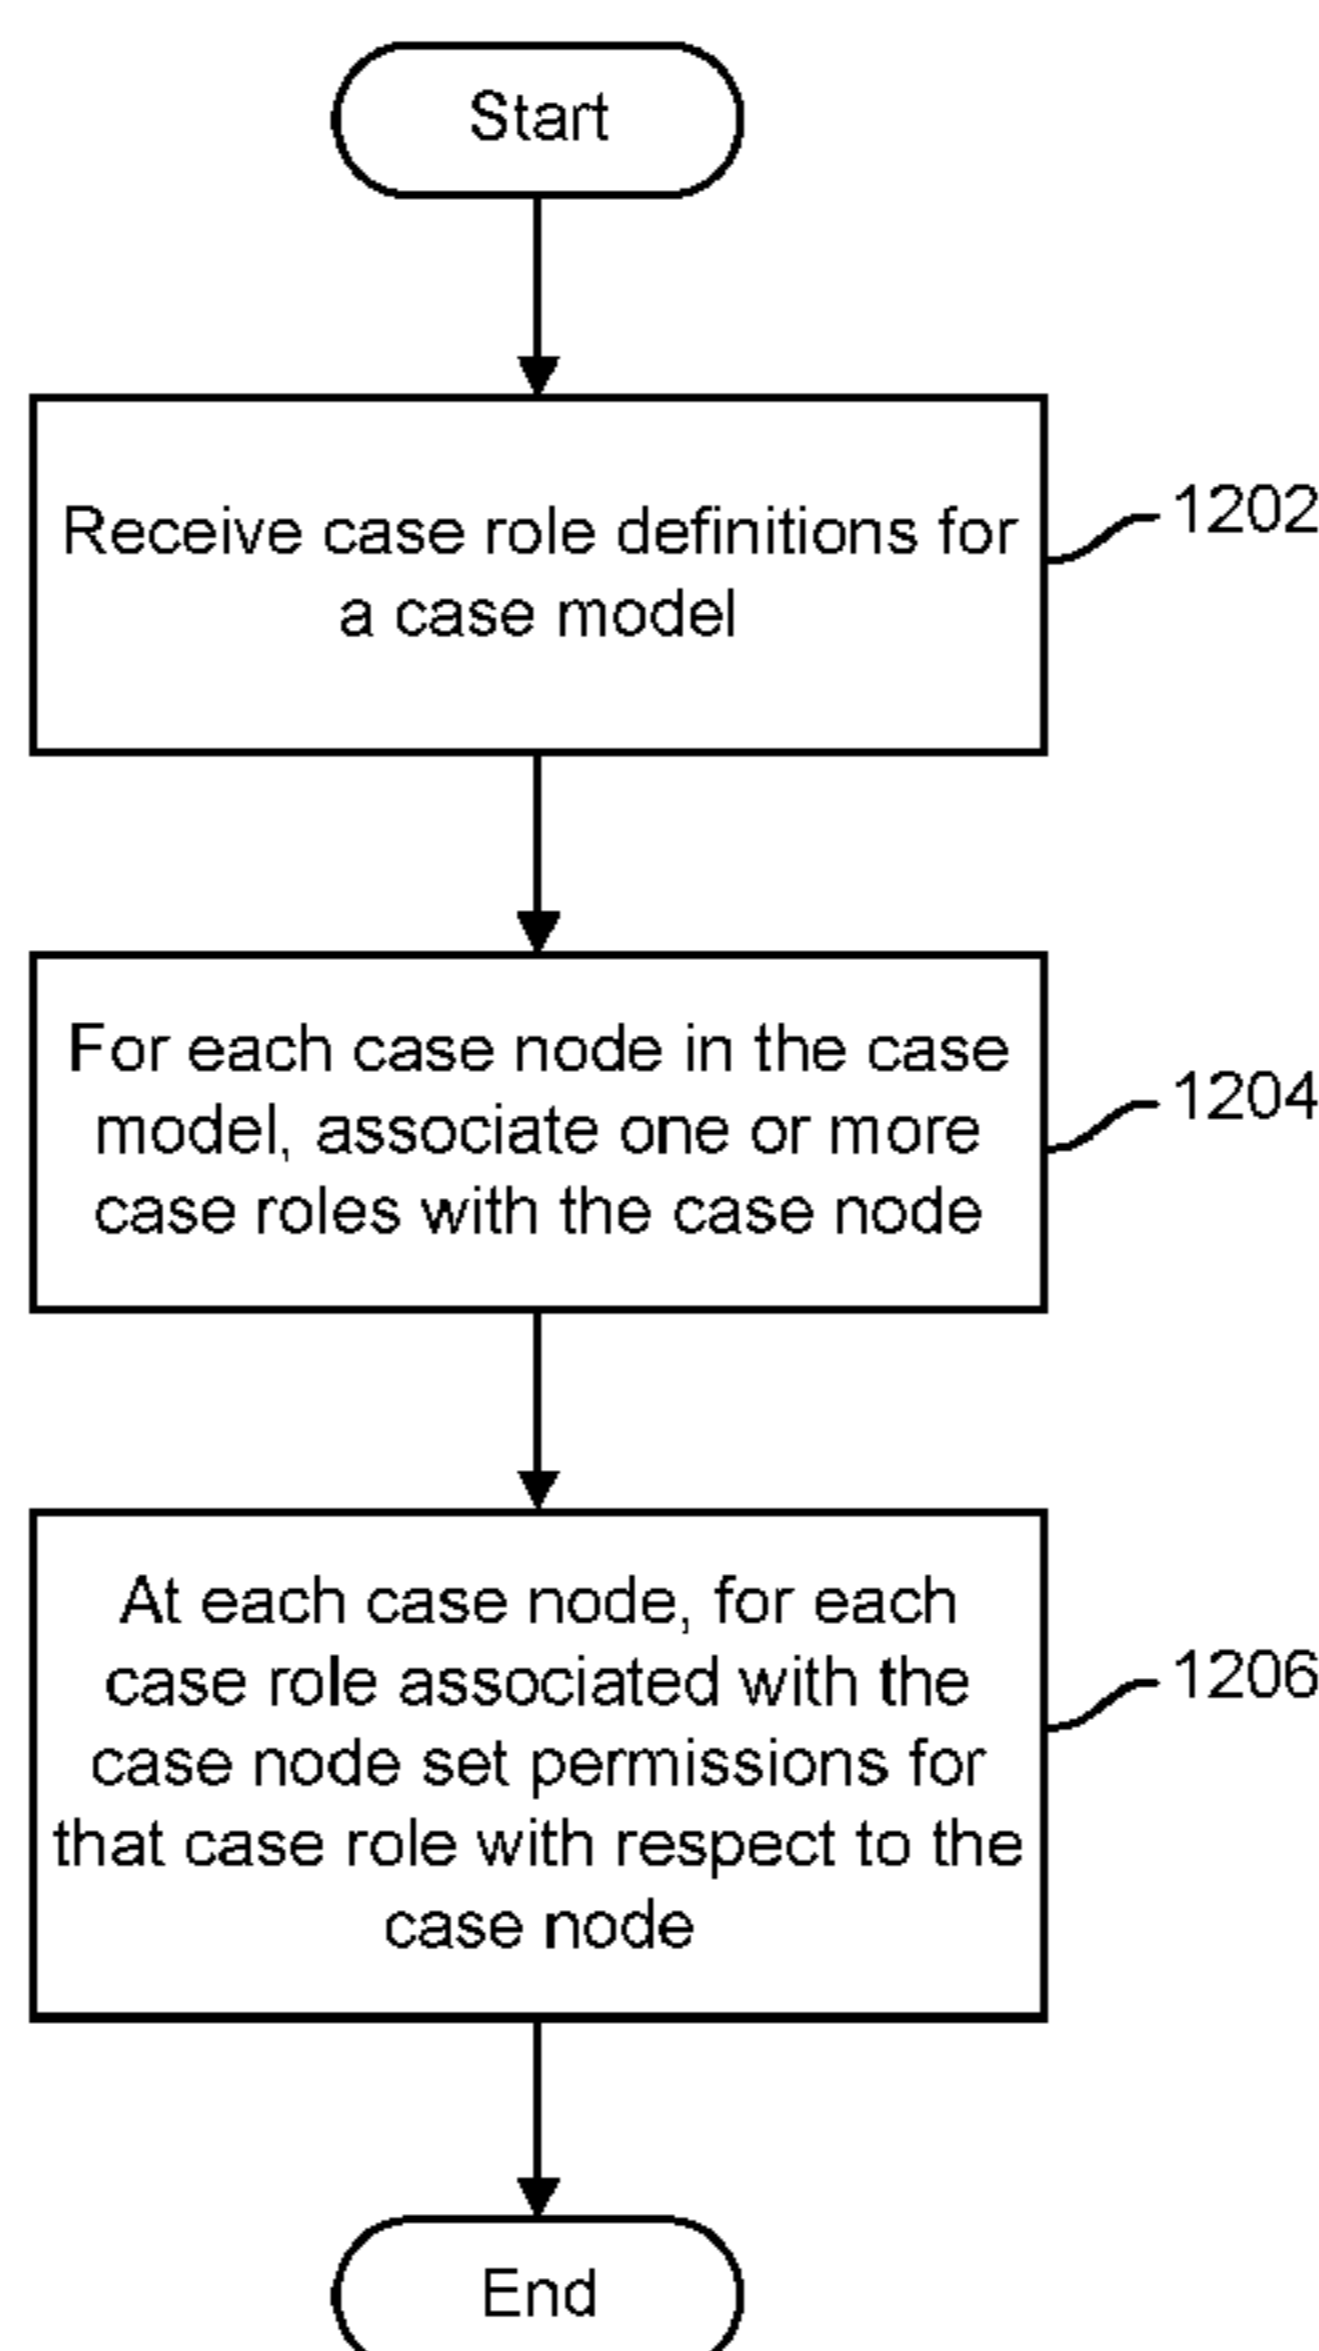 Start
Receive case role definitions for
a case model
1202
For each case node in the case
model, associate one or more
case roles with the case node
1204
At each case node, for each
case role associated with the
case node set permissions for
that case role with respect to the
case node
1206
End